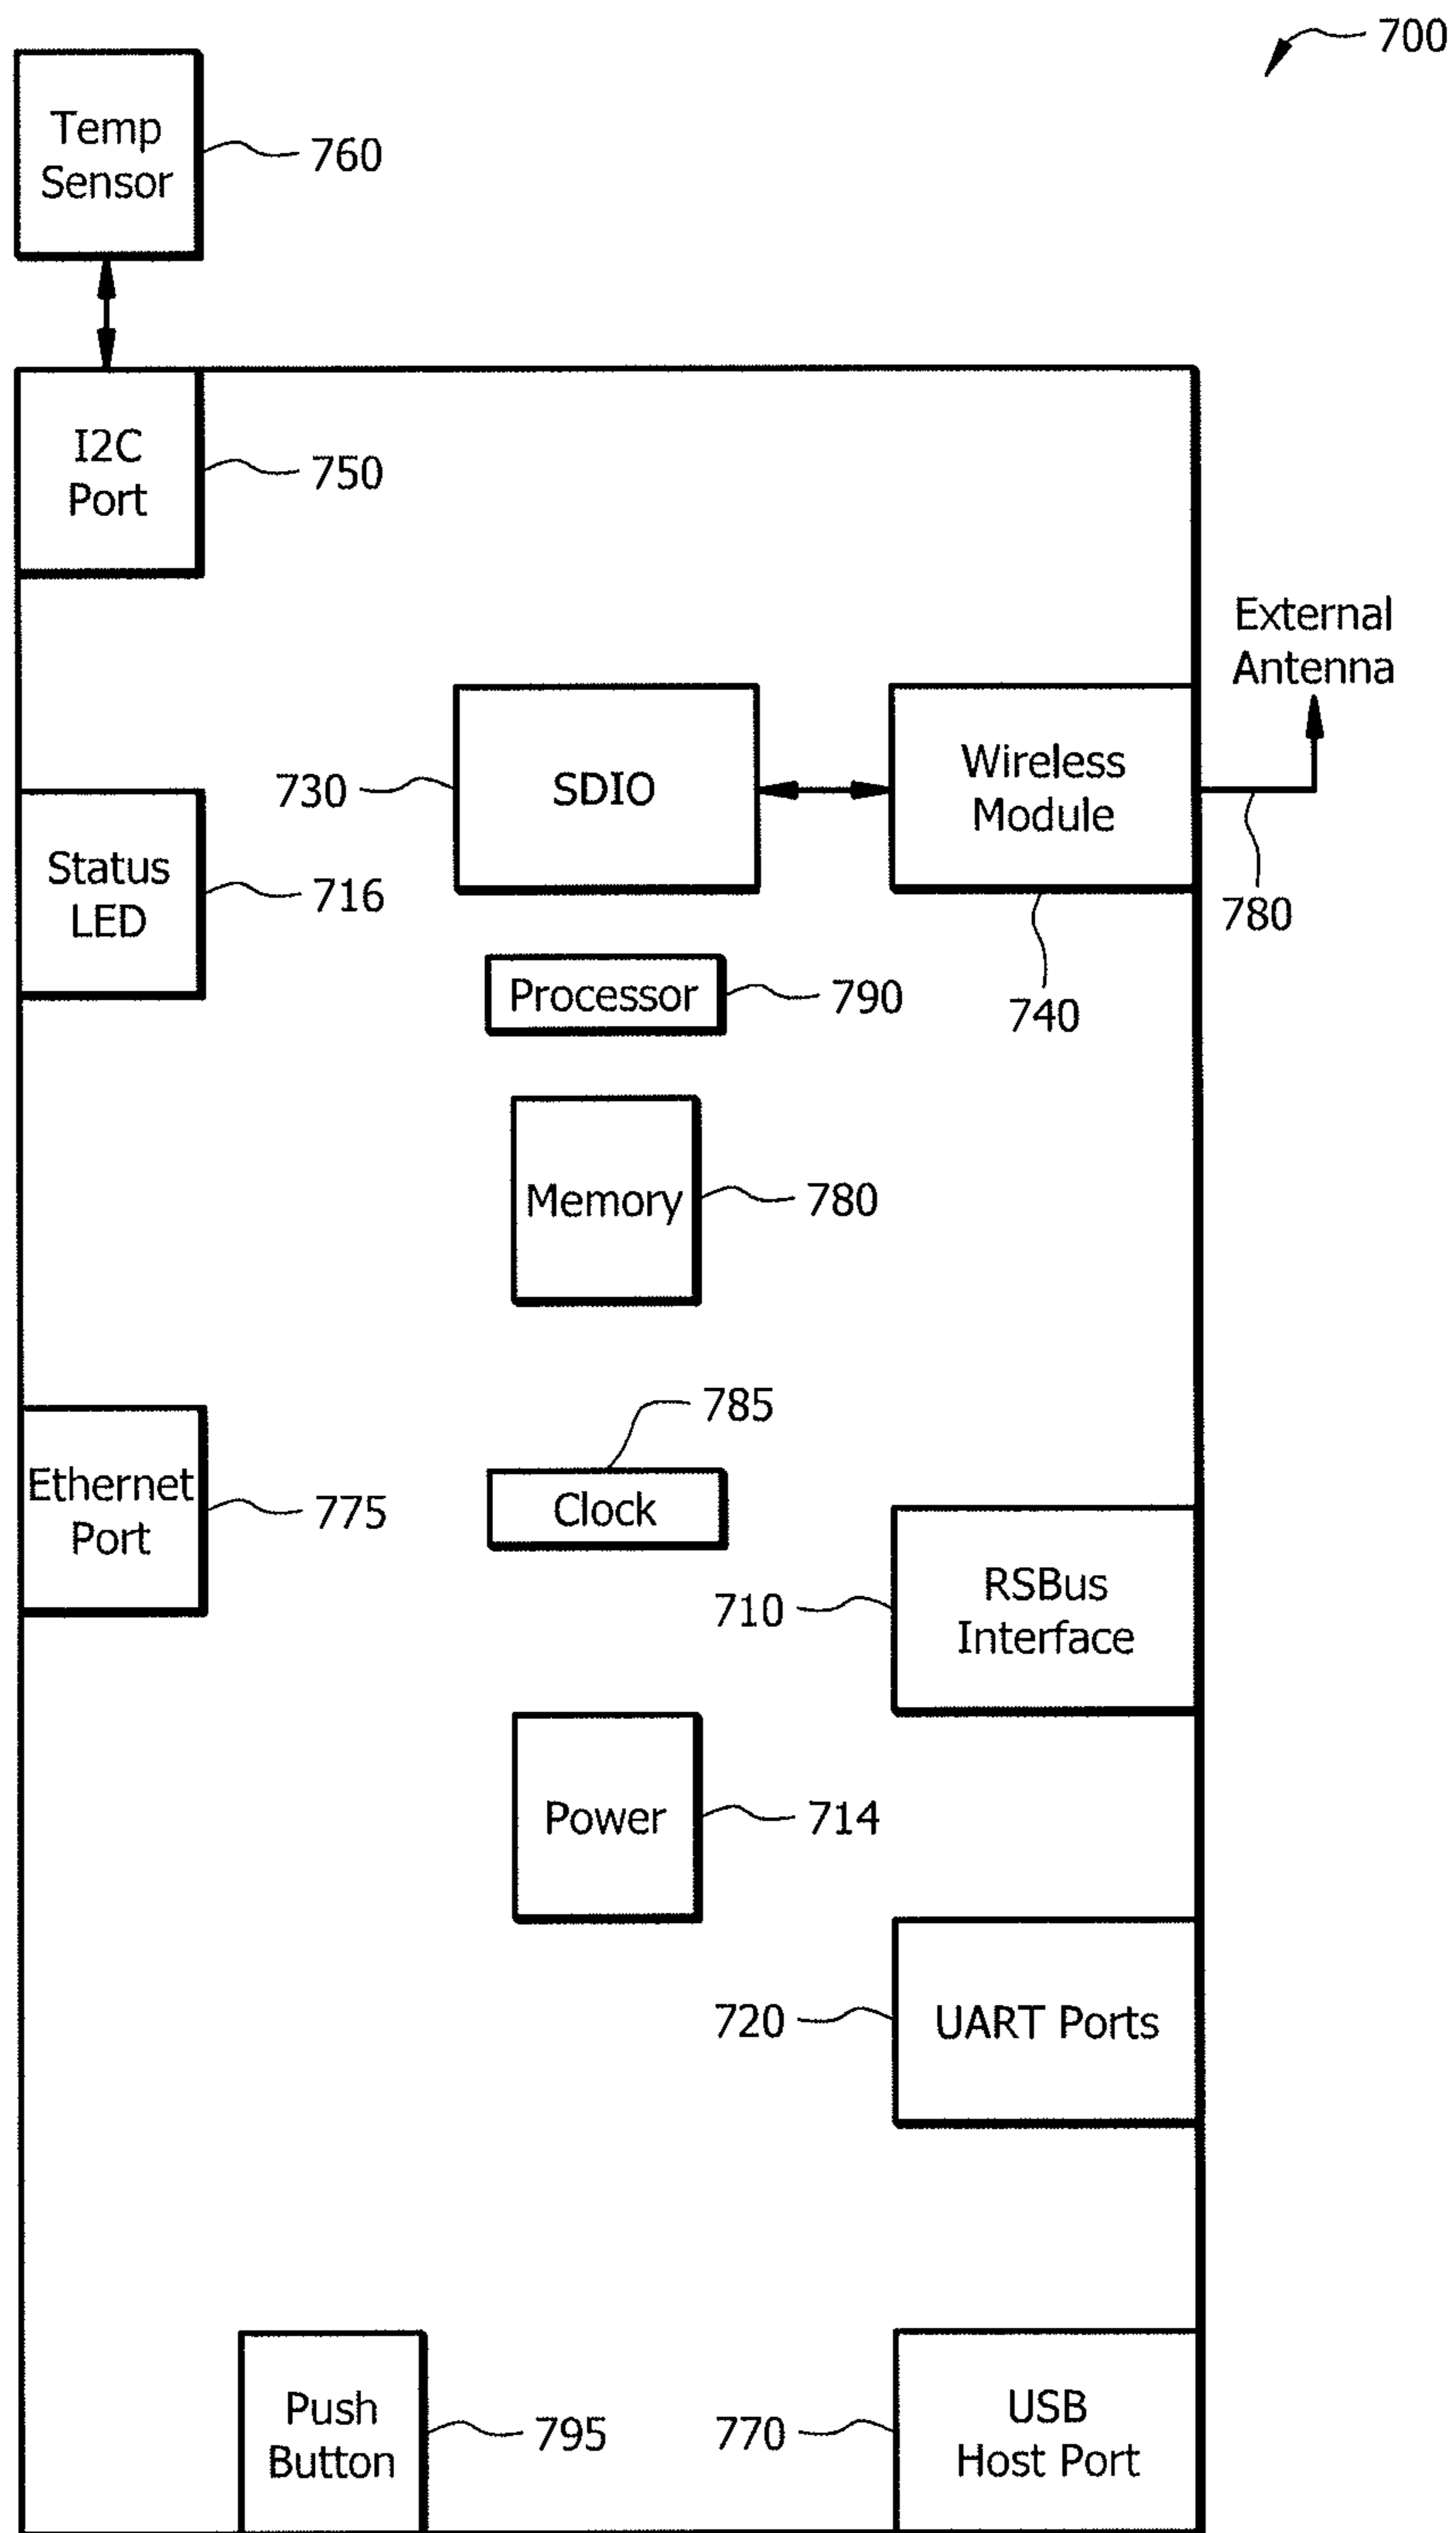 700
Temp
Sensor
760
I2C
Port
750
External
Antenna
730
SDIO
Wireless
Module
780
740
Status
LED
716
Processor
790
Memory
780
785
Clock
Ethernet
Port
775
710
RSBus
Interface
Power
714
720
UART Ports
Push
Button
795
770
USB
Host Port